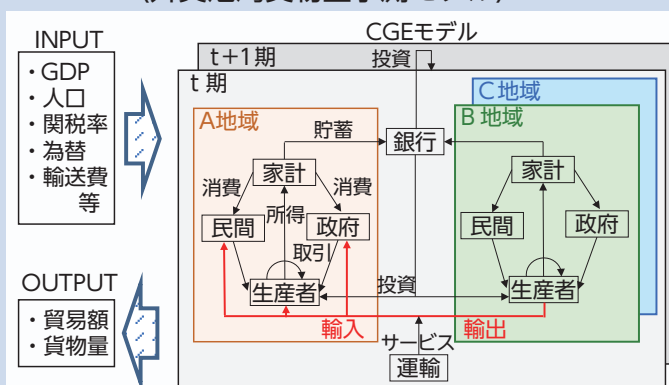 CGEモデル
INPUT
・GDP
・人口
・関税率
・為替
・輸送費
等
t+1期
投資
t 期
C地域
B 地域
A地域
貯蓄
銀行
家計
家計
消費
消費
所得
民間
政府
民間
政府
取引
生産者
投資
生産者
輸入
輸出
サービス
運輸
OUTPUT
・貿易額
・貨物量